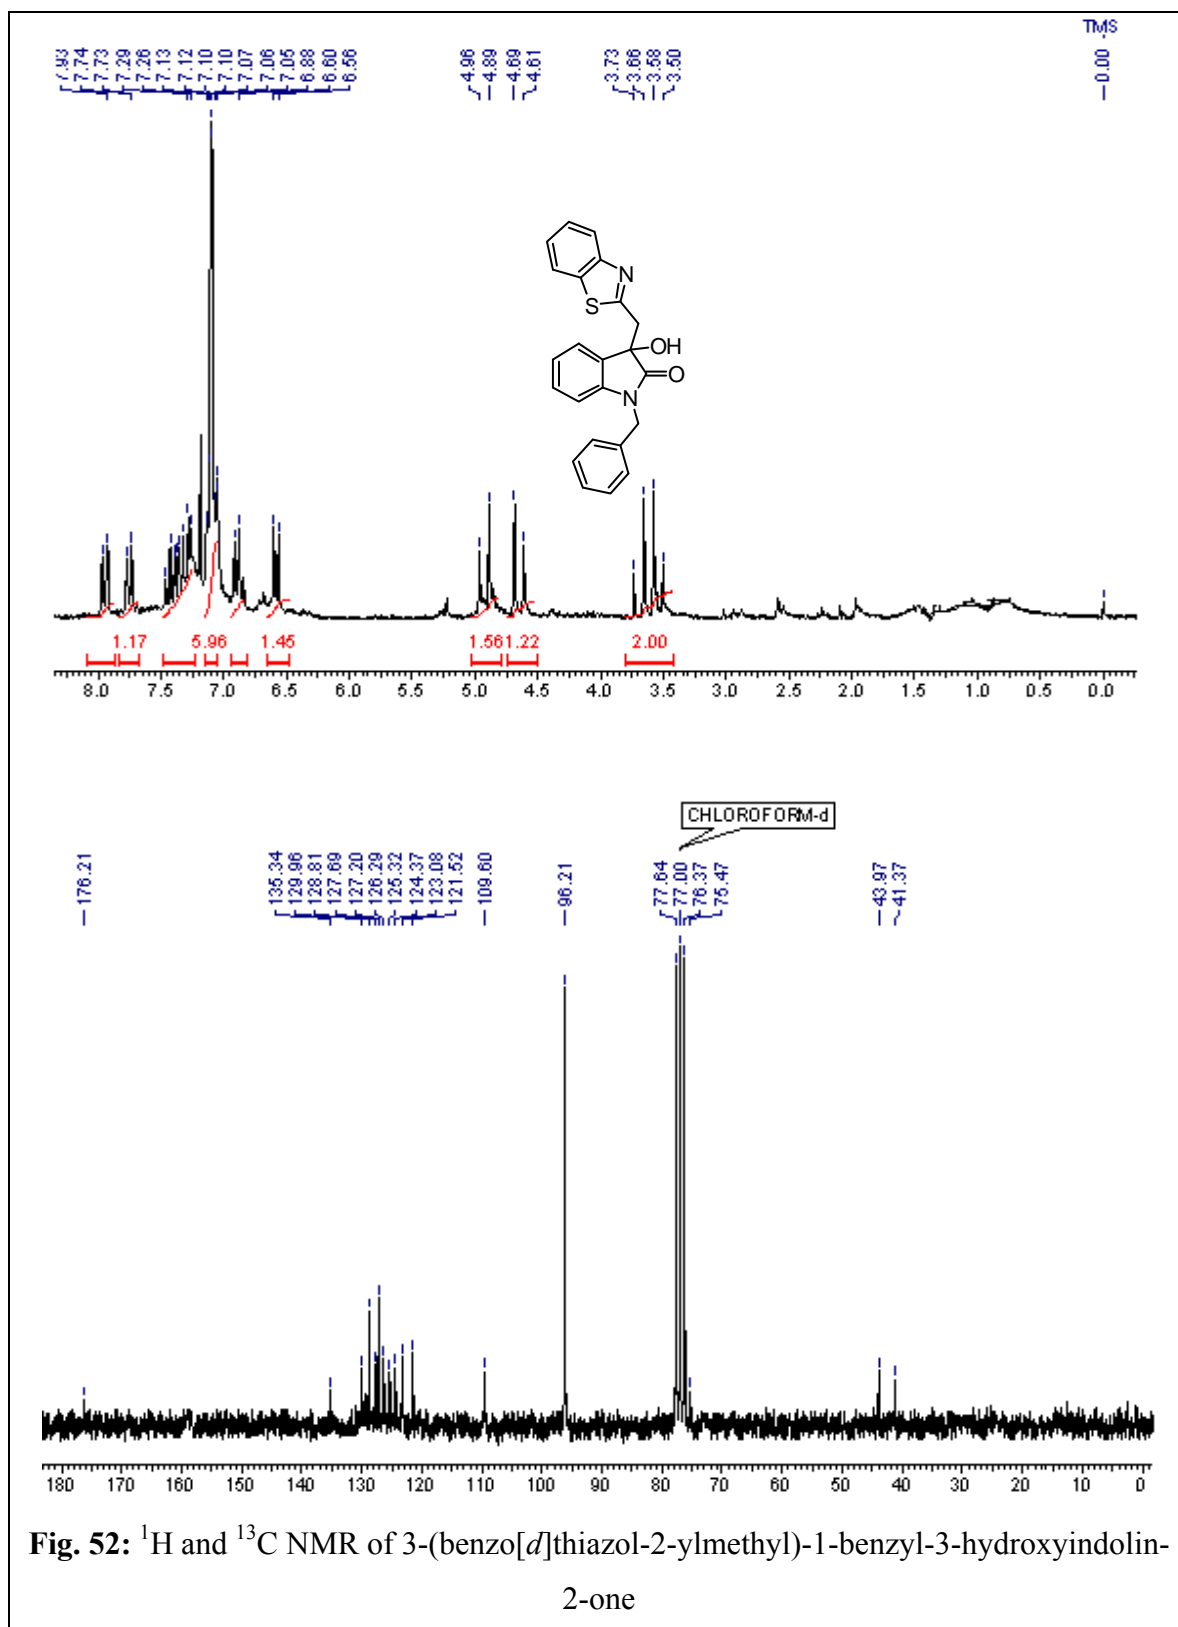 TMS
7.93 7.74 7.73 7.29 7.26 7.13 7.12 7.10 7.10 7.07 7.06 7.05 6.88 6.60 6.56 4.96 4.89 4.69 4.61 3.73 3.66 3.58 3.50 0.00
N
S
OH
O
N
1.17 5.96 1.45 1.56 1.22 2.00
8.0 7.5 7.0 6.5 6.0 5.5 5.0 4.5 4.0 3.5 3.0 2.5 2.0 1.5 1.0 0.5 0.0
CHLOROFORM-d
176.21 135.34 129.96 128.81 127.69 127.20 126.29 125.32 124.37 123.08 121.52 109.60 96.21 77.64 77.00 76.37 75.47 43.97 41.37
180 170 160 150 140 130 120 110 100 90 80 70 60 50 40 30 20 10 0
Fig. 52: ¹H and ¹³C NMR of 3-(benzo[d]thiazol-2-ylmethyl)-1-benzyl-3-hydroxyindolin-
2-one